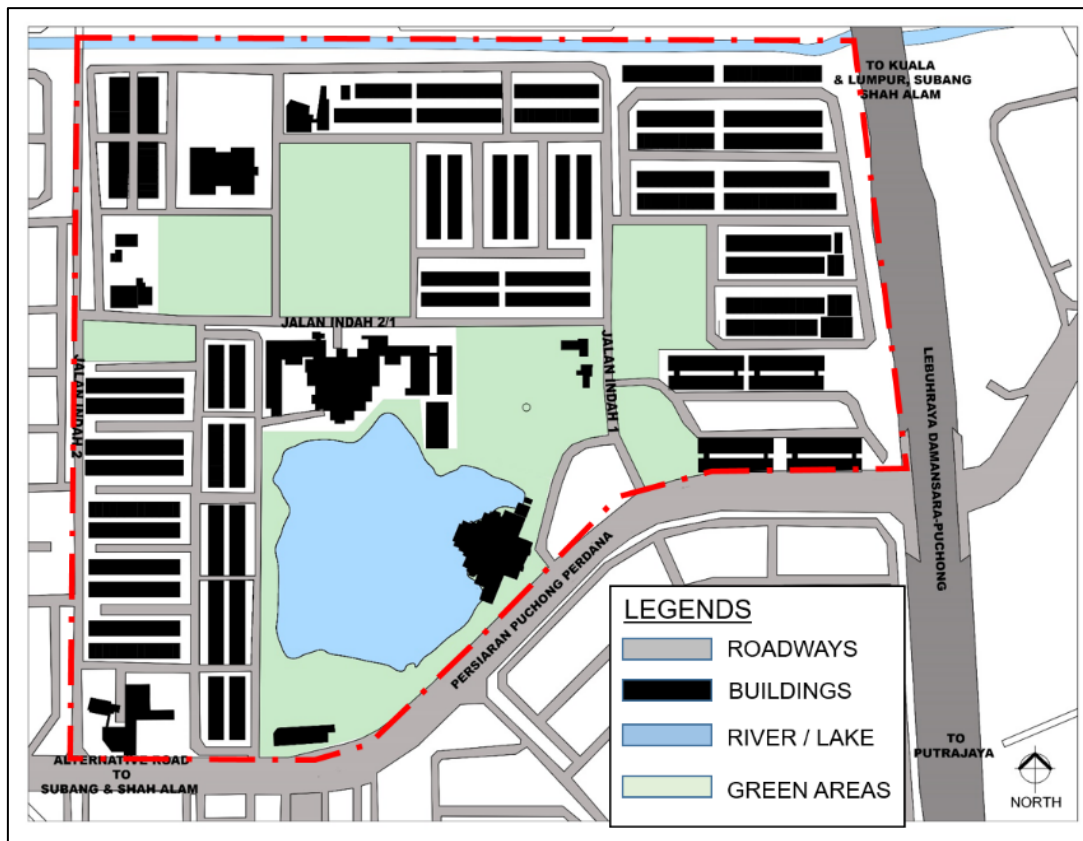 TO KUALA
& LUMPUR, SUBANG
SHAH ALAM
JALAN INDAH 2/1
JALAN INDAH 2
JALAN INDAH 1
LEBUHRAYA DAMANSARA-PUCHONG
PERSIARAN PUCHONG PERDANA
LEGENDS
ROADWAYS
BUILDINGS
RIVER / LAKE
GREEN AREAS
TO
PUTRAJAYA
NORTH
ALTERNATIVE ROAD
TO
SUBANG & SHAH ALAM